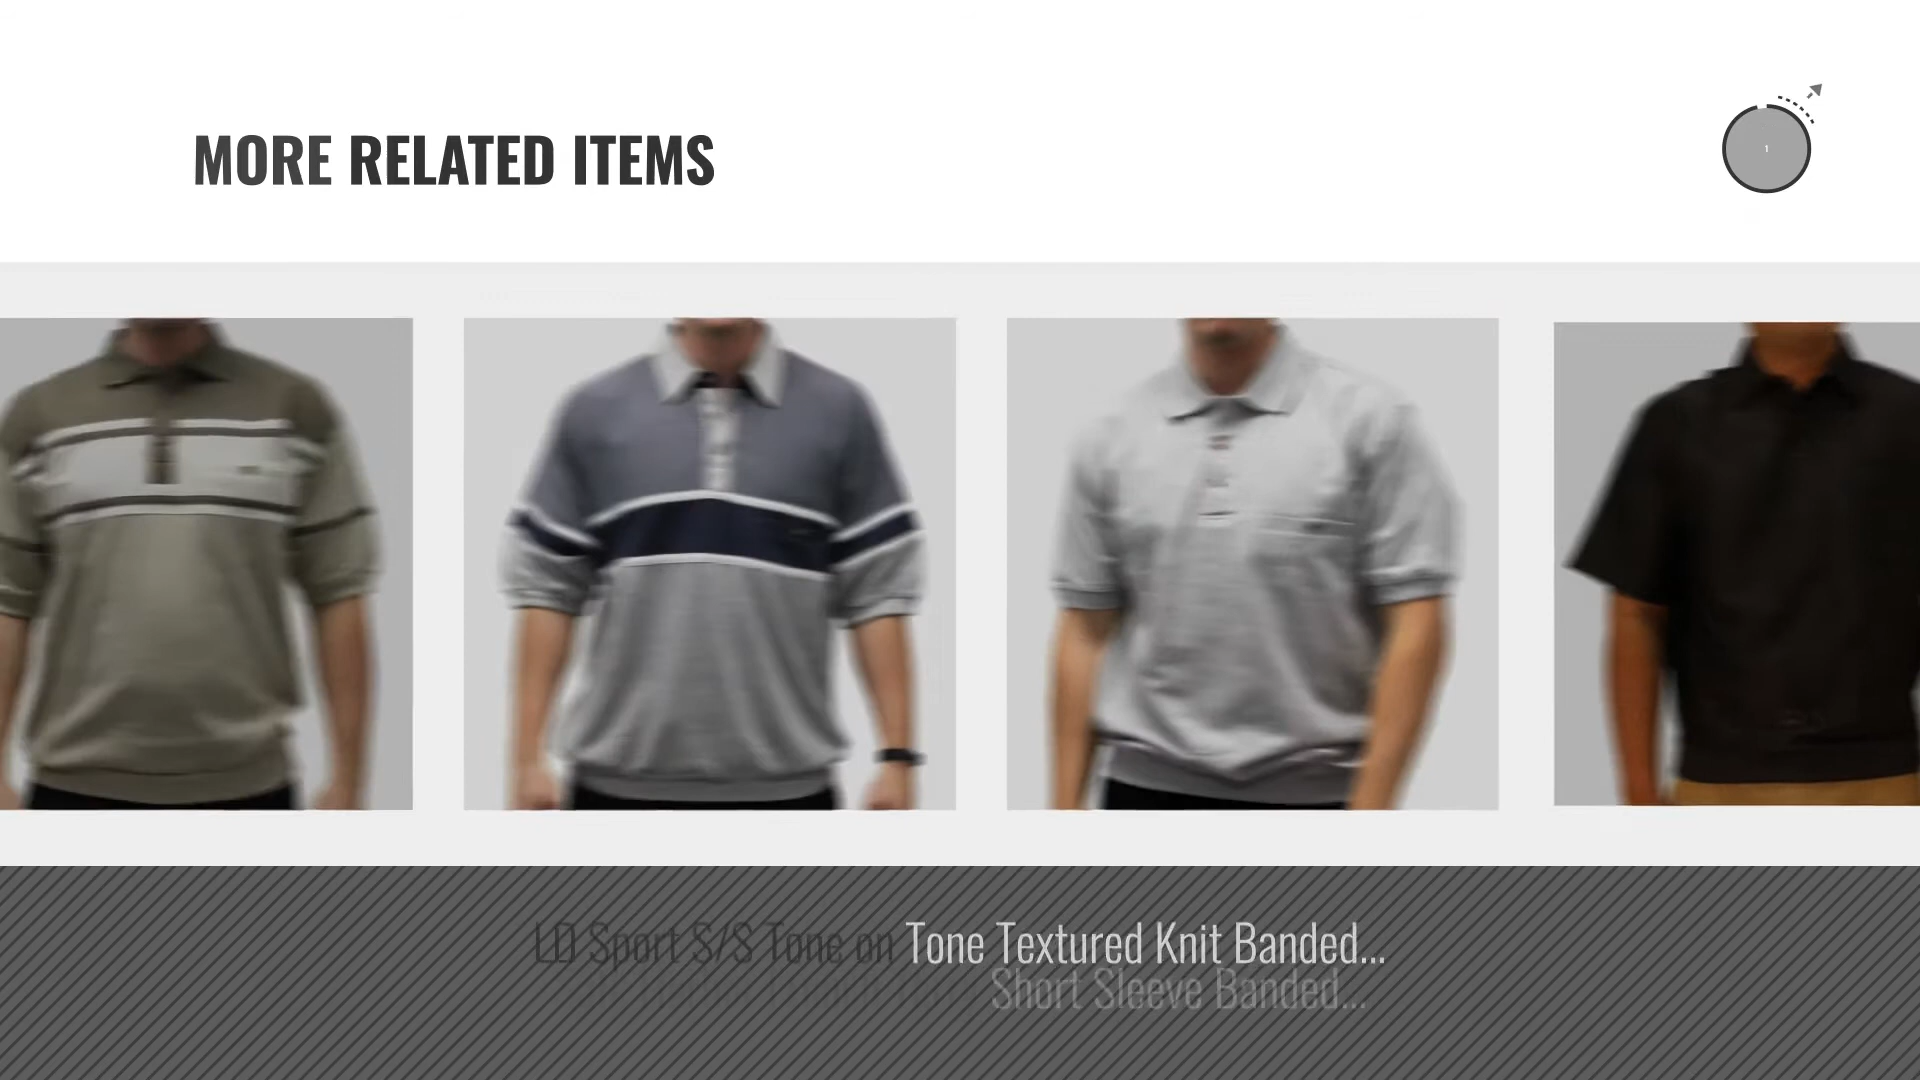 MORE RELATED ITEMS
1
LD Sport S/S Tone on Tone Textured Knit Banded...
Short Sleeve Banded...